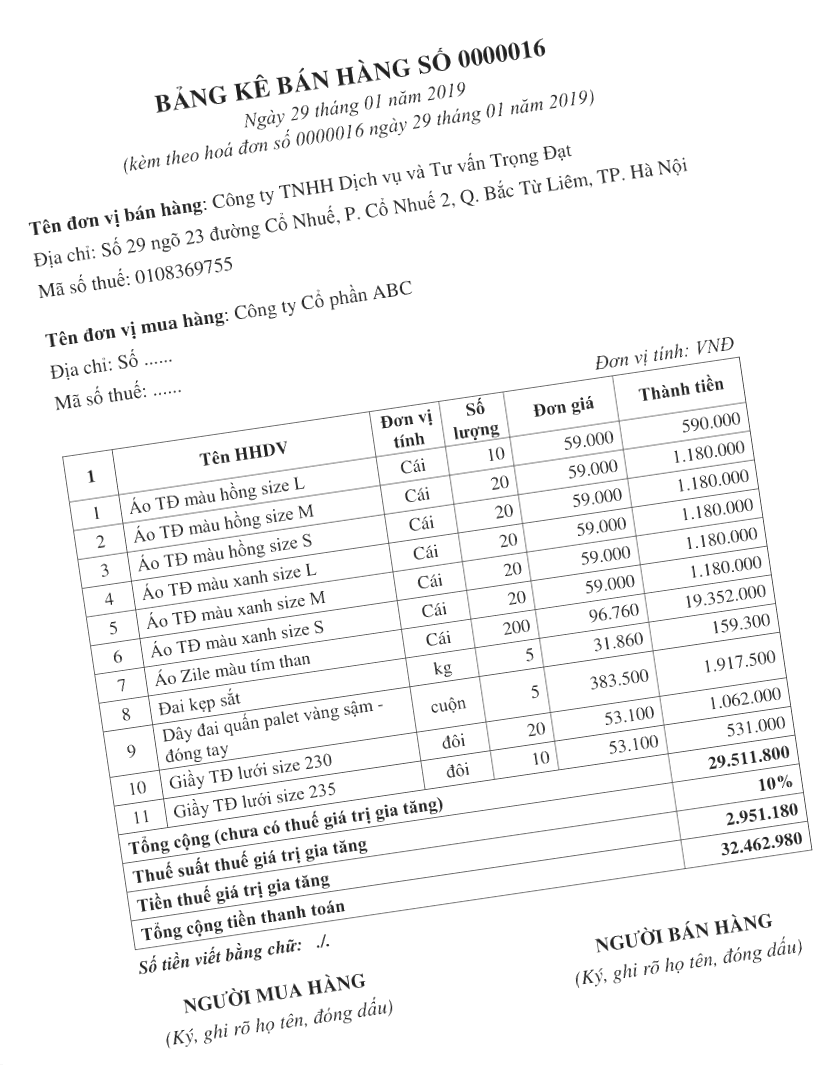 BẢNG KÊ BÁN HÀNG SỐ 0000016
Ngày 29 tháng 01 năm 2019
(kèm theo hoá đơn số 0000016 ngày 29 tháng 01 năm 2019)
Tên đơn vị bán hàng: Công ty TNHH Dịch vụ và Tư vấn Trọng Đạt
Địa chỉ: Số 29 ngõ 23 đường Cổ Nhuế, P. Cổ Nhuế 2, Q. Bắc Từ Liêm, TP. Hà Nội
Mã số thuế: 0108369755
Tên đơn vị mua hàng: Công ty Cổ phần ABC
Địa chỉ: Số ......
Mã số thuế: ......
Đơn vị tính: VNĐ
1 Tên HHDV Đơn vị tính Số lượng Đơn giá Thành tiền
1 Áo TĐ màu hồng size L Cái 10 59.000 590.000
2 Áo TĐ màu hồng size M Cái 20 59.000 1.180.000
3 Áo TĐ màu hồng size S Cái 20 59.000 1.180.000
4 Áo TĐ màu xanh size L Cái 20 59.000 1.180.000
5 Áo TĐ màu xanh size M Cái 20 59.000 1.180.000
6 Áo TĐ màu xanh size S Cái 20 59.000 1.180.000
7 Áo Zile màu tím than Cái 200 96.760 19.352.000
8 Đai kẹp sắt kg 5 31.860 159.300
9 Dây đai quấn palet vàng sậm - đóng tay cuộn 5 383.500 1.917.500
10 Giầy TĐ lưới size 230 đôi 20 53.100 1.062.000
11 Giầy TĐ lưới size 235 đôi 10 53.100 531.000
Tổng cộng (chưa có thuế giá trị gia tăng) 29.511.800
Thuế suất thuế giá trị gia tăng 10%
Tiền thuế giá trị gia tăng 2.951.180
Tổng cộng tiền thanh toán 32.462.980
Số tiền viết bằng chữ: ./.
NGƯỜI MUA HÀNG NGƯỜI BÁN HÀNG
(Ký, ghi rõ họ tên, đóng dấu) (Ký, ghi rõ họ tên, đóng dấu)